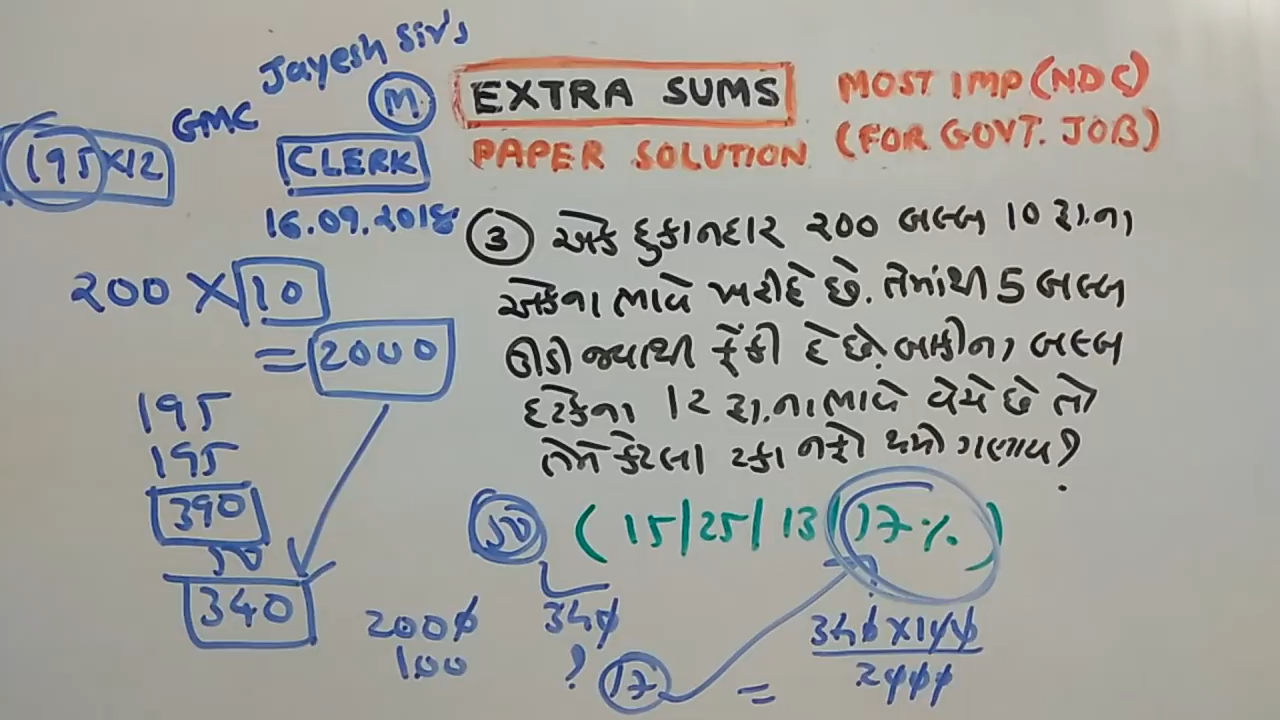 Jayesh Sir's
M
GMC
CLERK
16.09.2018
EXTRA SUMS
PAPER SOLUTION
MOST IMP (NDC)
(FOR GOVT. JOB)
195×12
200 × 10
= 2000
195
195
390
50
340
③ એક દુકાનદાર 200 બલ્બ 10 રૂા.ના
એકના ભાવે ખરીદે છે. તેમાંથી 5 બલ્બ
ઊડી જવાથી ફેંકી દે છે. બાકીના બલ્બ
દરેકના 12 રૂા.ના ભાવે વેચે છે તો
તેને કેટલા ટકા નફો થયો ગણાય?
50 (15/25/13/17%)
2000 340
100 ?
340×100
2000
= 17